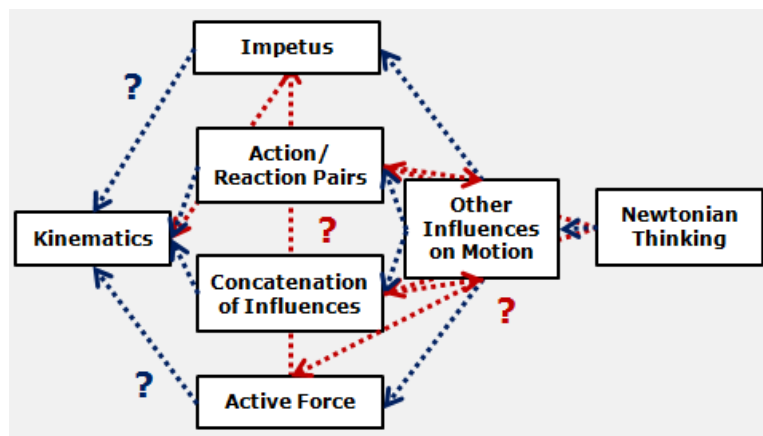 Impetus
?
Action/
Reaction Pairs
Other
Influences
on Motion
Newtonian
Thinking
Kinematics
?
Concatenation
of Influences
?
?
Active Force